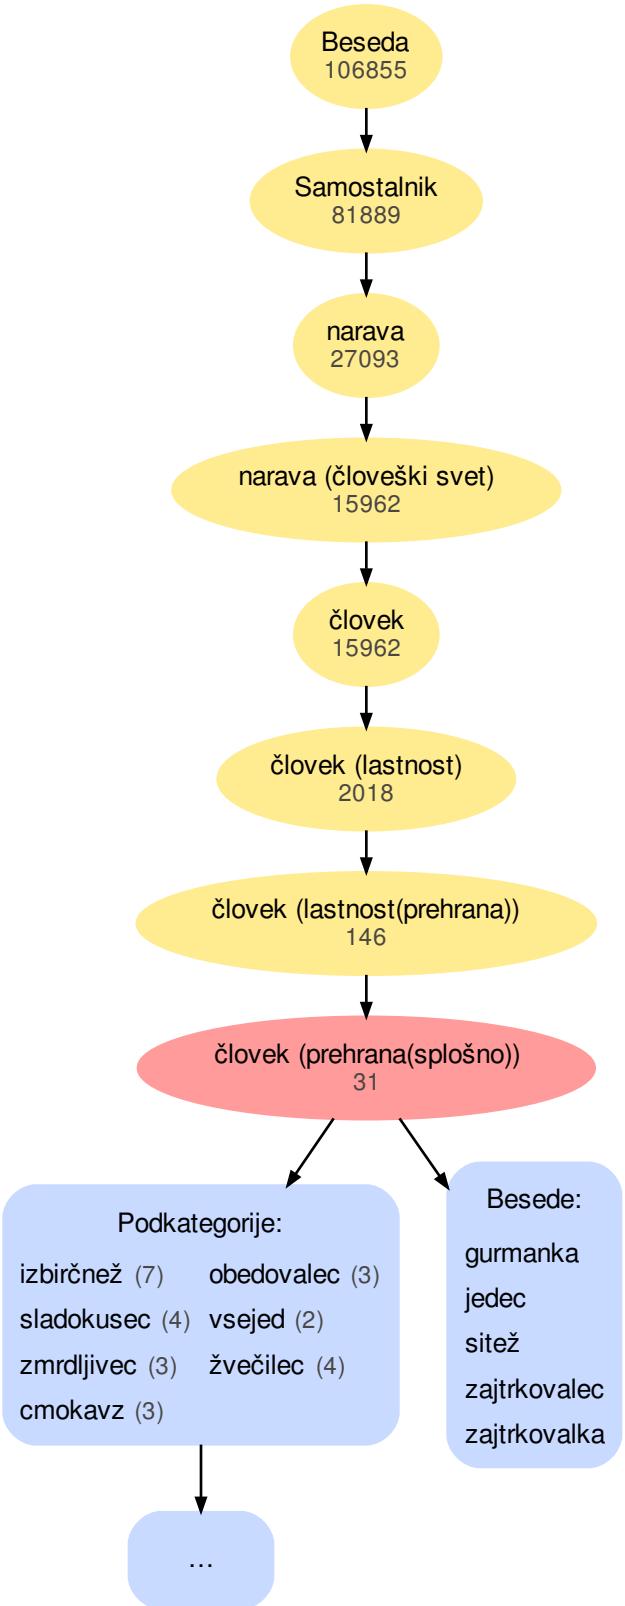 Beseda
106855
Samostalnik
81889
narava
27093
narava (človeški svet)
15962
človek
15962
človek (lastnost)
2018
človek (lastnost(prehrana))
146
človek (prehrana(splošno))
31
Podkategorije:
izbirčnež (7) obedovalec (3)
sladokusec (4) vsejed (2)
zmrdljivec (3) žvečilec (4)
cmokavz (3)
Besede:
gurmanka
jedec
sitež
zajtrkovalec
zajtrkovalka
...